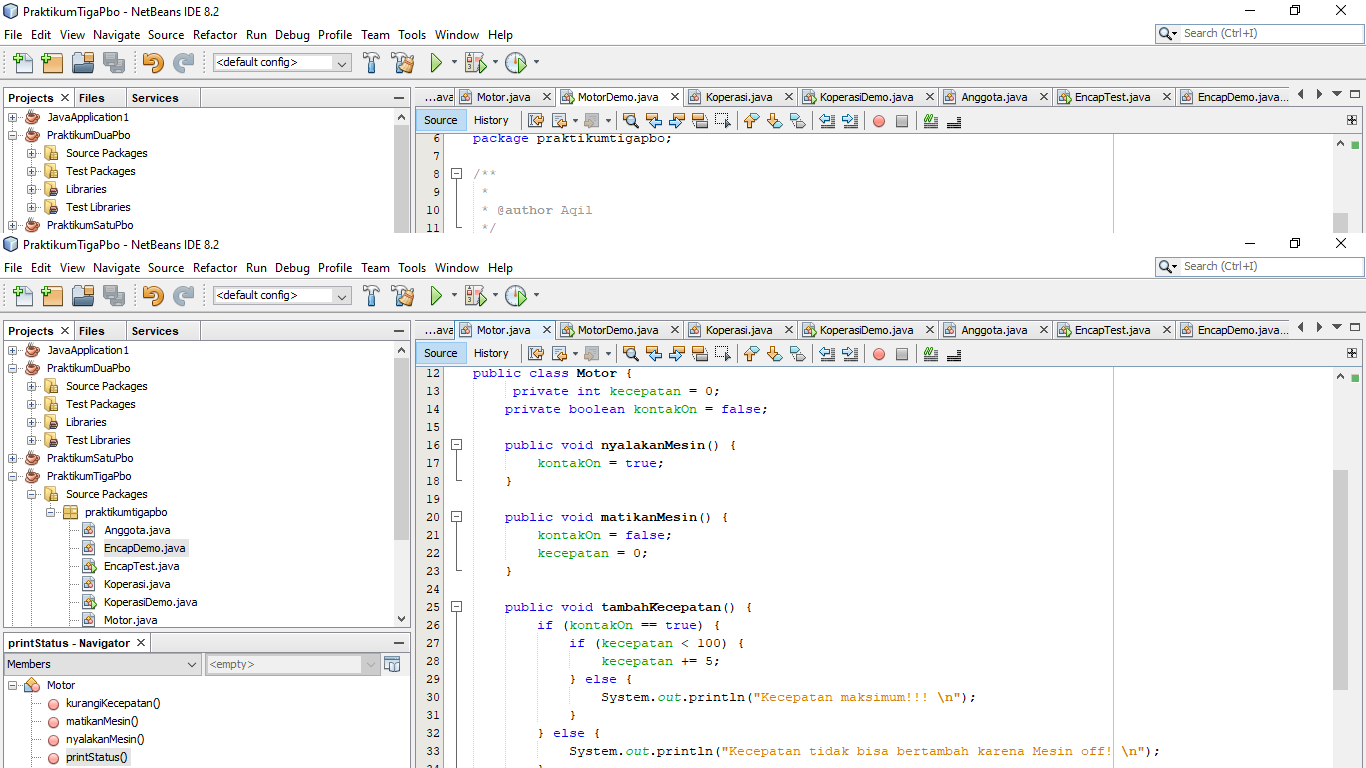 PraktikumTigaPbo - NetBeans IDE 8.2
File Edit View Navigate Source Refactor Run Debug Profile Team Tools Window Help
Search (Ctrl+I)
<default config>
Projects Files Services
...ava Motor.java MotorDemo.java Koperasi.java KoperasiDemo.java Anggota.java EncapTest.java EncapDemo.java...
Source History
JavaApplication1
PraktikumDuaPbo
Source Packages
Test Packages
Libraries
Test Libraries
PraktikumSatuPbo
6 package praktikumtigapbo;
7
8 /**
9 *
10 * @author Aqil
11 */
PraktikumTigaPbo - NetBeans IDE 8.2
File Edit View Navigate Source Refactor Run Debug Profile Team Tools Window Help
Search (Ctrl+I)
<default config>
Projects Files Services
...ava Motor.java MotorDemo.java Koperasi.java KoperasiDemo.java Anggota.java EncapTest.java EncapDemo.java...
Source History
JavaApplication1
PraktikumDuaPbo
Source Packages
Test Packages
Libraries
Test Libraries
PraktikumSatuPbo
PraktikumTigaPbo
Source Packages
praktikumtigapbo
Anggota.java
EncapDemo.java
EncapTest.java
Koperasi.java
KoperasiDemo.java
Motor.java
printStatus - Navigator
Members <empty>
Motor
kurangiKecepatan()
matikanMesin()
nyalakanMesin()
printStatus()
12 public class Motor {
13 private int kecepatan = 0;
14 private boolean kontakOn = false;
15
16 public void nyalakanMesin() {
17 kontakOn = true;
18 }
19
20 public void matikanMesin() {
21 kontakOn = false;
22 kecepatan = 0;
23 }
24
25 public void tambahKecepatan() {
26 if (kontakOn == true) {
27 if (kecepatan < 100) {
28 kecepatan += 5;
29 } else {
30 System.out.println("Kecepatan maksimum!!! \n");
31 }
32 } else {
33 System.out.println("Kecepatan tidak bisa bertambah karena Mesin off! \n");